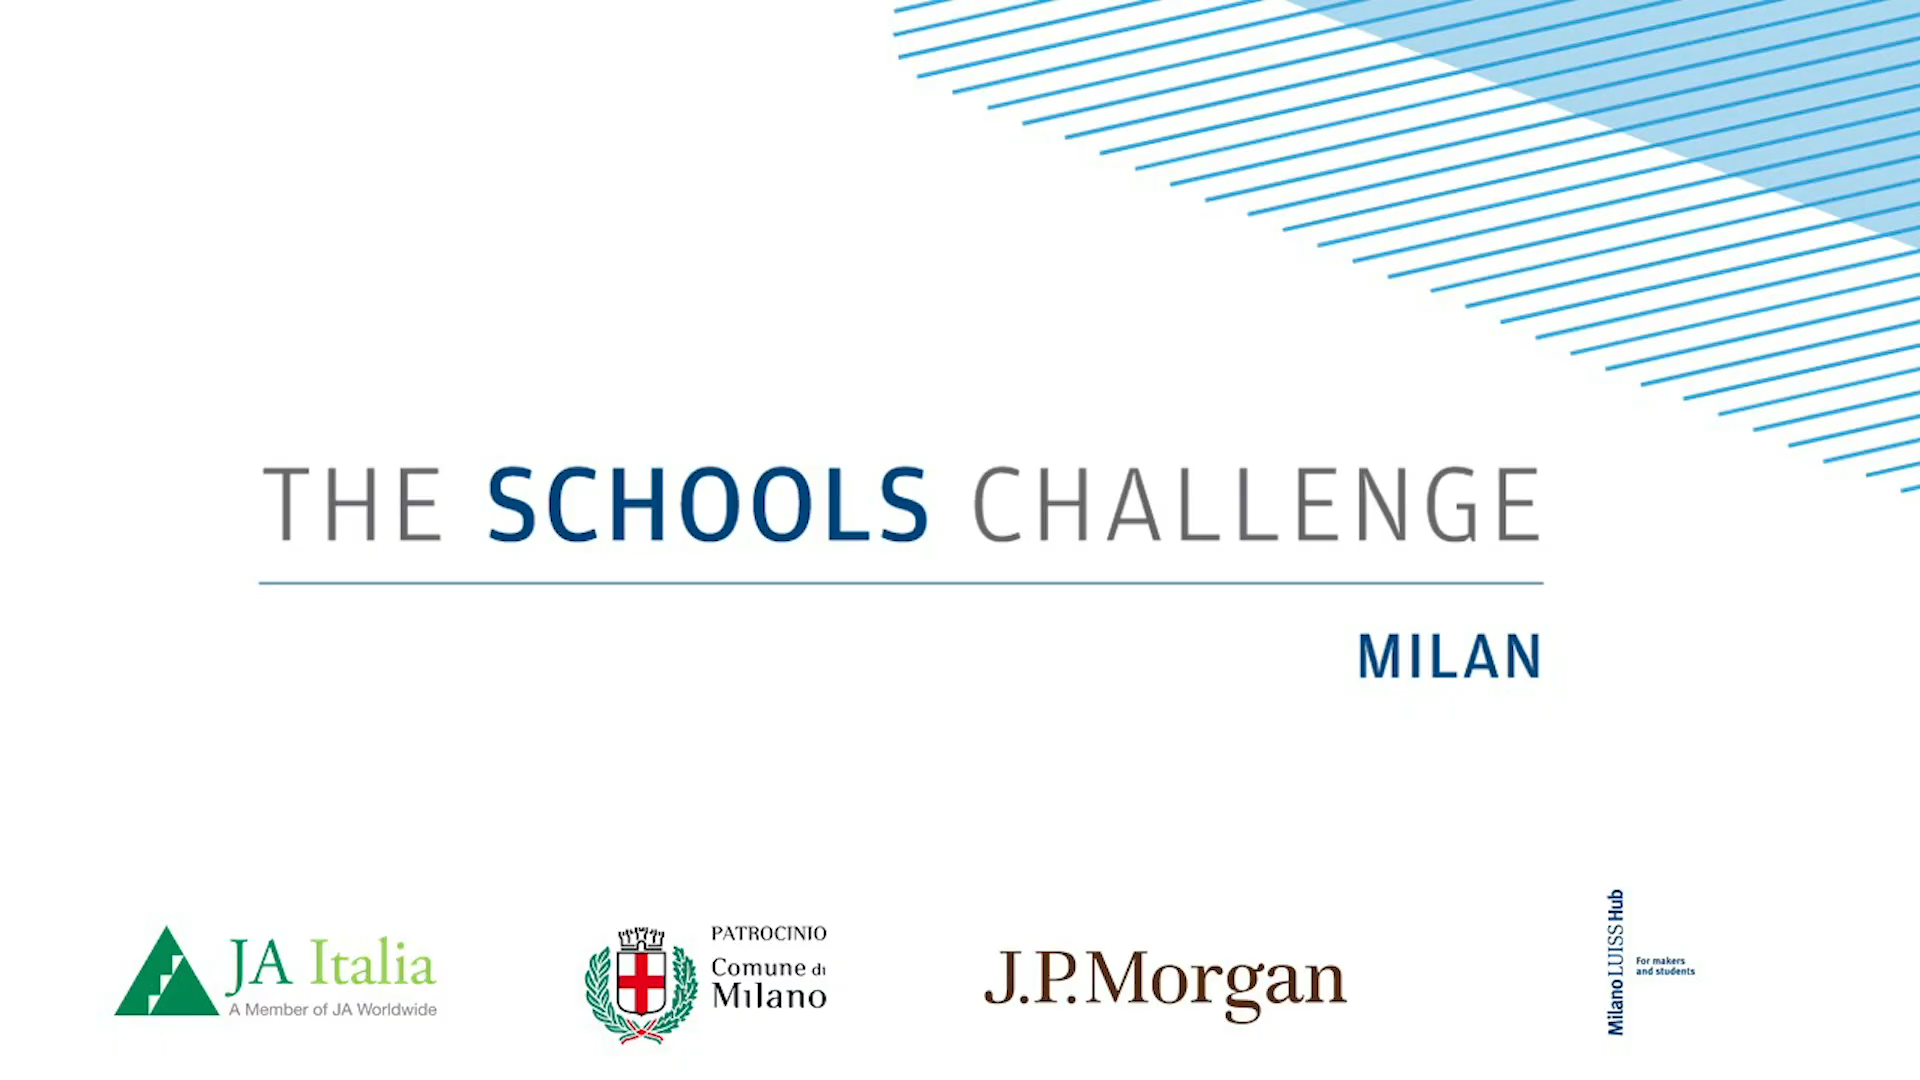 THE SCHOOLS CHALLENGE
MILAN
JA Italia
A Member of JA Worldwide
PATROCINIO
Comune di
Milano
J.P.Morgan
Milano LUISS Hub
For makers
and students